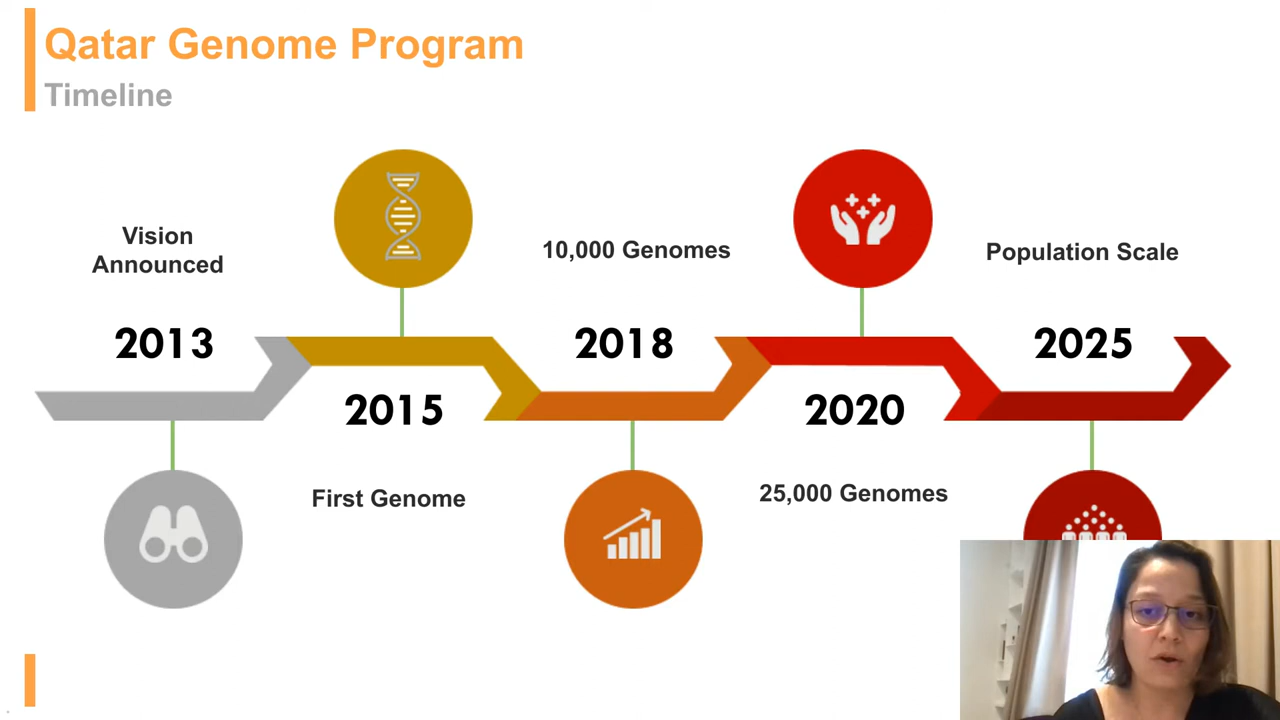 Qatar Genome Program
Timeline
Vision
Announced
2013
2015
First Genome
10,000 Genomes
2018
2020
25,000 Genomes
Population Scale
2025